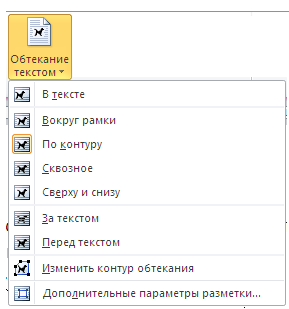 Обтекание
текстом
В тексте
Вокруг рамки
По контуру
Сквозное
Сверху и снизу
За текстом
Перед текстом
Изменить контур обтекания
Дополнительные параметры разметки...